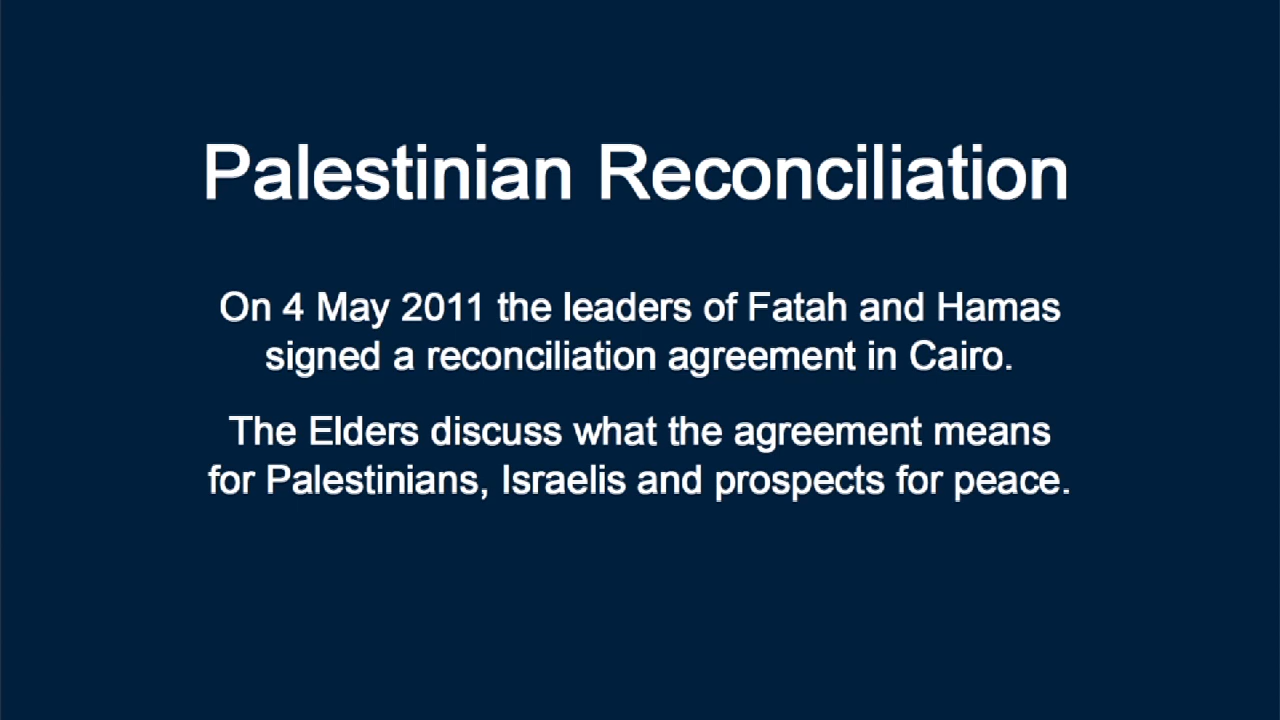 Palestinian Reconciliation
On 4 May 2011 the leaders of Fatah and Hamas
signed a reconciliation agreement in Cairo.
The Elders discuss what the agreement means
for Palestinians, Israelis and prospects for peace.